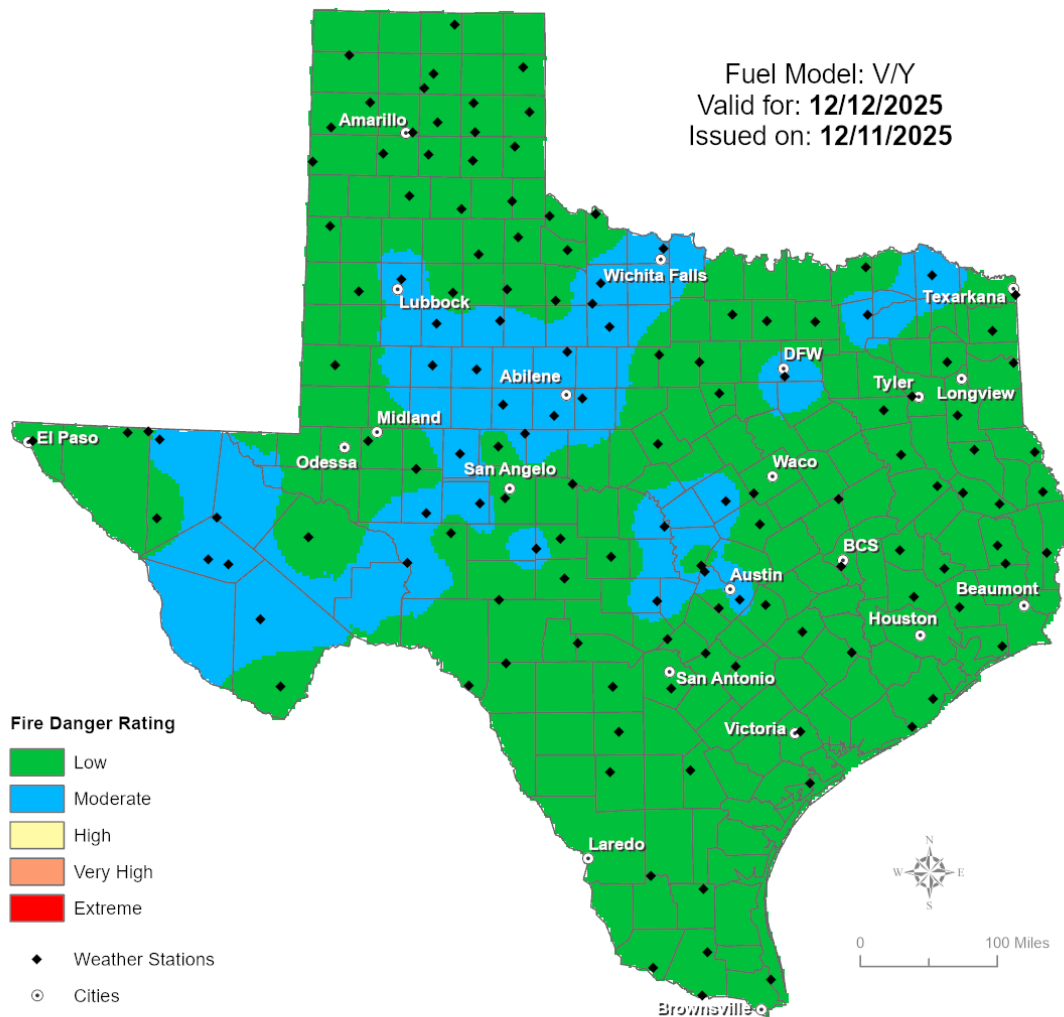 Fuel Model: V/Y
Valid for: 12/12/2025
Issued on: 12/11/2025
Amarillo
Wichita Falls
Lubbock
Texarkana
DFW
Abilene
Tyler
Longview
Midland
El Paso
Odessa
San Angelo
Waco
BCS
Austin
Beaumont
Houston
San Antonio
Victoria
Laredo
Brownsville
Fire Danger Rating
Low
Moderate
High
Very High
Extreme
Weather Stations
Cities
N
W E
S
0 100 Miles